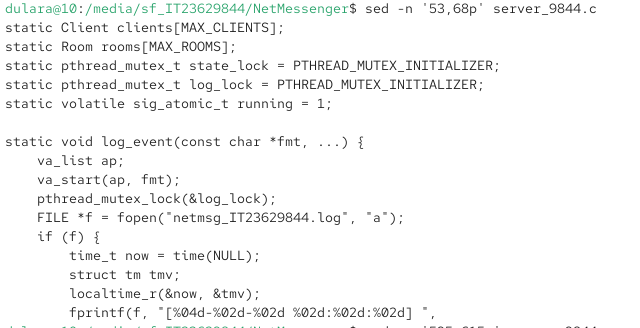 dulara@10:/media/sf_IT23629844/NetMessenger$ sed -n '53,68p' server_9844.c
static Client clients[MAX_CLIENTS];
static Room rooms[MAX_ROOMS];
static pthread_mutex_t state_lock = PTHREAD_MUTEX_INITIALIZER;
static pthread_mutex_t log_lock = PTHREAD_MUTEX_INITIALIZER;
static volatile sig_atomic_t running = 1;

static void log_event(const char *fmt, ...) {
    va_list ap;
    va_start(ap, fmt);
    pthread_mutex_lock(&log_lock);
    FILE *f = fopen("netmsg_IT23629844.log", "a");
    if (f) {
        time_t now = time(NULL);
        struct tm tmv;
        localtime_r(&now, &tmv);
        fprintf(f, "[%04d-%02d-%02d %02d:%02d:%02d] ",